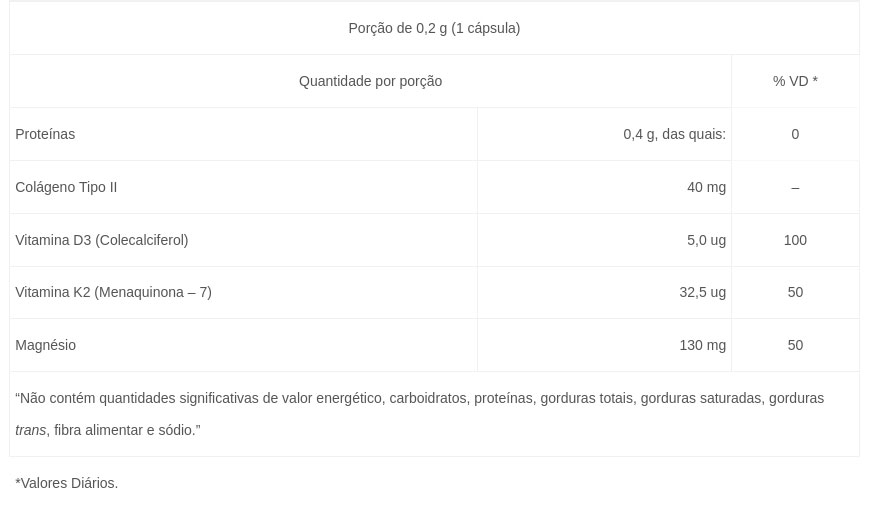 Porção de 0,2 g (1 cápsula)
Quantidade por porção % VD *
Proteínas 0,4 g, das quais: 0
Colágeno Tipo II 40 mg –
Vitamina D3 (Colecalciferol) 5,0 ug 100
Vitamina K2 (Menaquinona – 7) 32,5 ug 50
Magnésio 130 mg 50
“Não contém quantidades significativas de valor energético, carboidratos, proteínas, gorduras totais, gorduras saturadas, gorduras
trans, fibra alimentar e sódio.”
*Valores Diários.